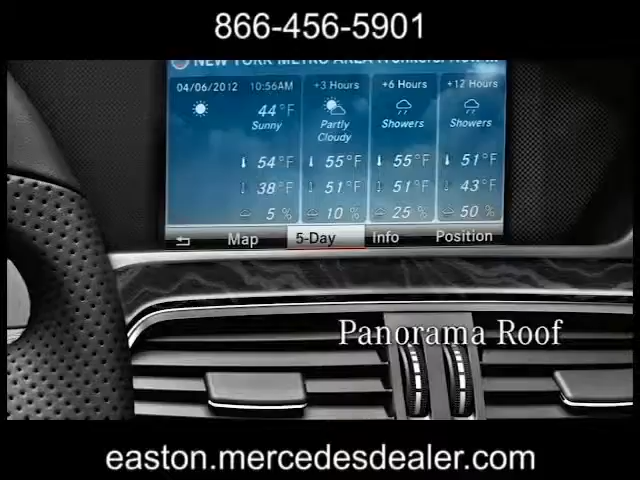 866-456-5901
NEW YORK METRO AREA
04/06/2012 10:56AM +3 Hours +6 Hours +12 Hours
44°F
Sunny Partly Cloudy Showers Showers
54°F 55°F 55°F 51°F
38°F 51°F 51°F 43°F
5 % 10 % 25 % 50 %
Map 5-Day Info Position
Panorama Roof
easton.mercedesdealer.com